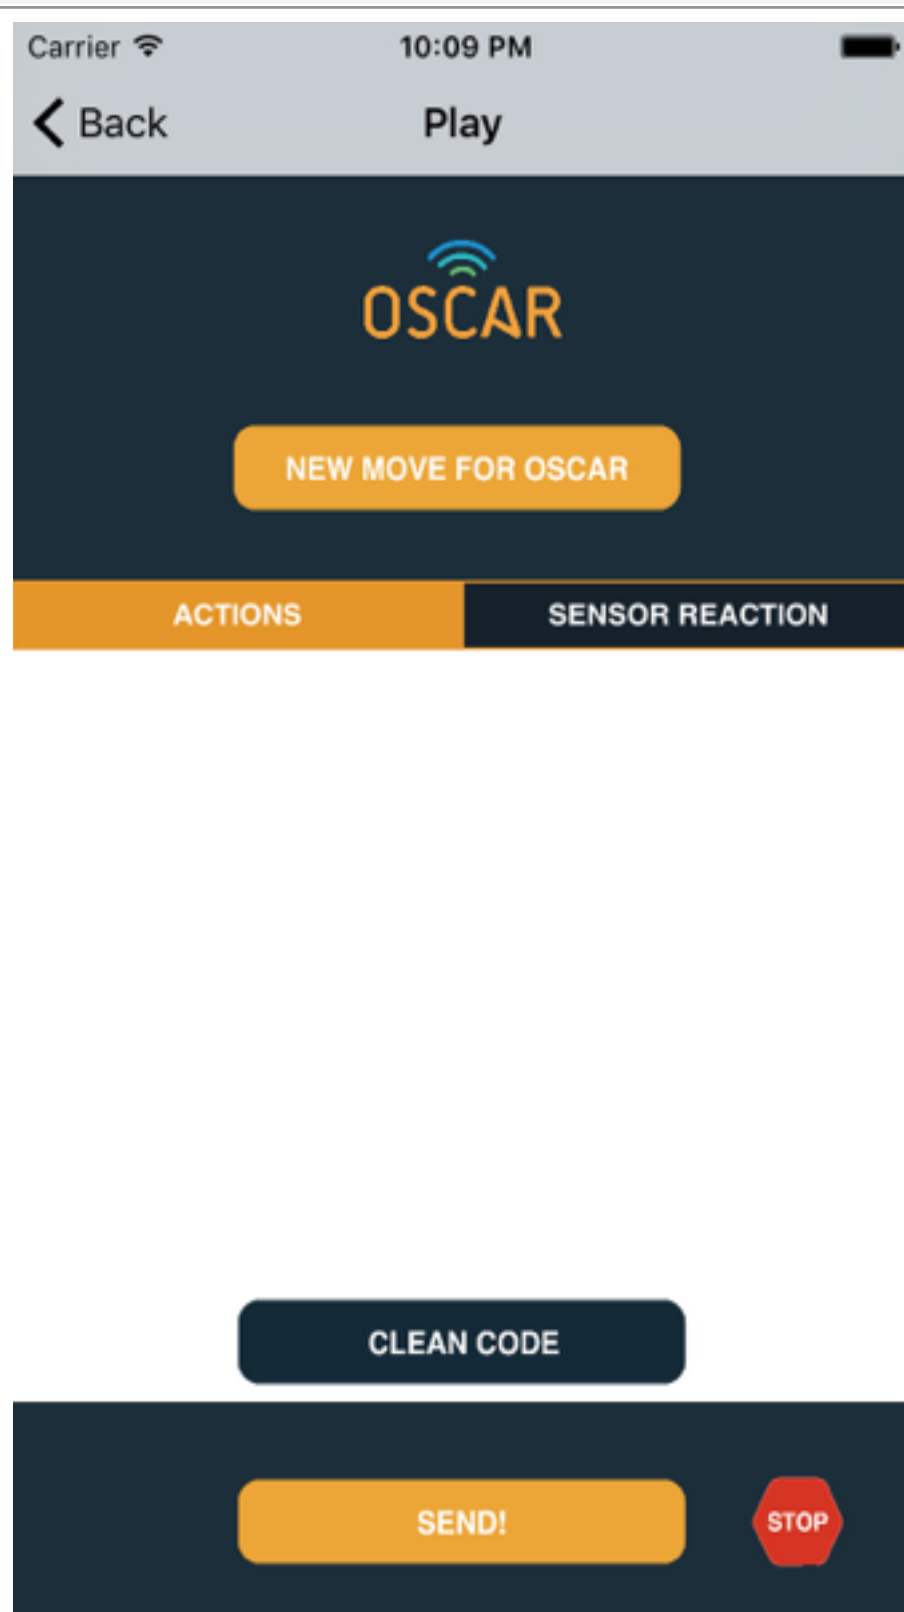 Carrier 10:09 PM
Back Play
OSCAR
NEW MOVE FOR OSCAR
ACTIONS SENSOR REACTION
CLEAN CODE
SEND! STOP